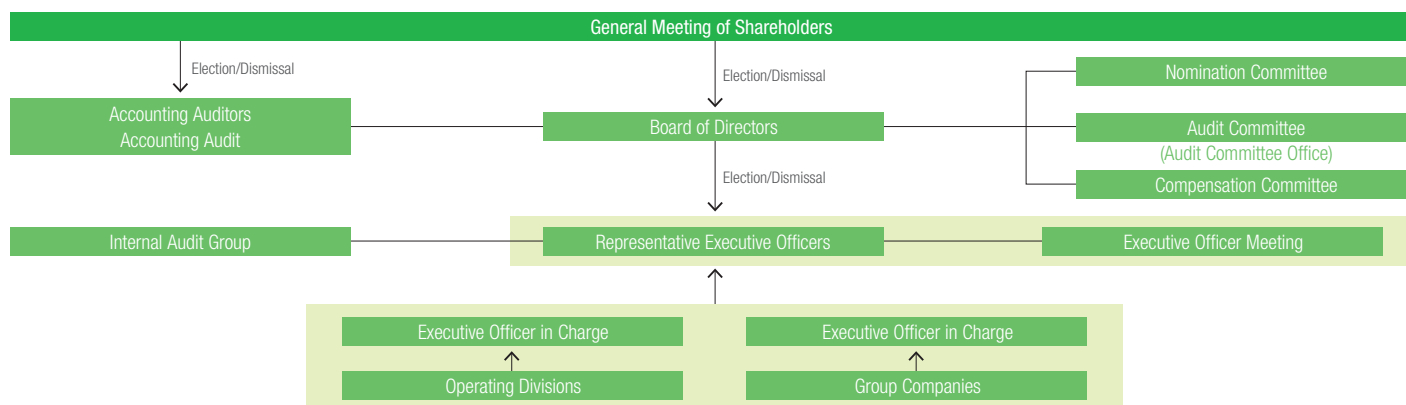 General Meeting of Shareholders
Election/Dismissal
Election/Dismissal
Nomination Committee
Accounting Auditors
Accounting Audit
Board of Directors
Audit Committee
(Audit Committee Office)
Election/Dismissal
Compensation Committee
Internal Audit Group
Representative Executive Officers
Executive Officer Meeting
Executive Officer in Charge
Executive Officer in Charge
Operating Divisions
Group Companies